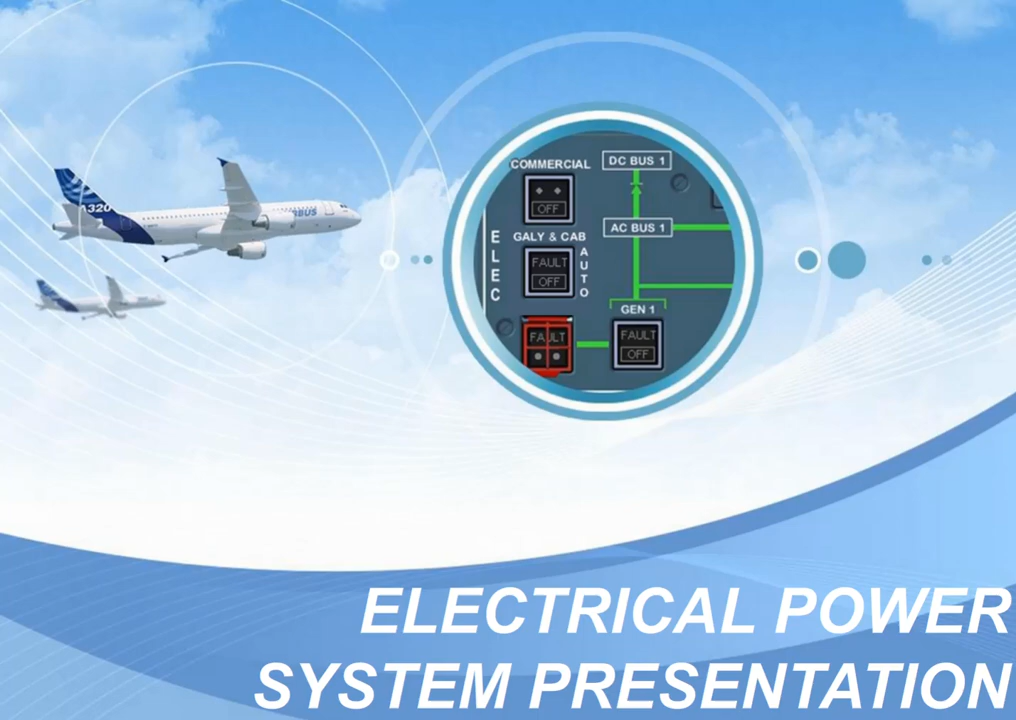 A320
AIRBUS
COMMERCIAL
DC BUS 1
OFF
AC BUS 1
ELEC
GALY & CAB
FAULT
OFF
AUTO
GEN 1
FAULT
FAULT
OFF
ELECTRICAL POWER
SYSTEM PRESENTATION